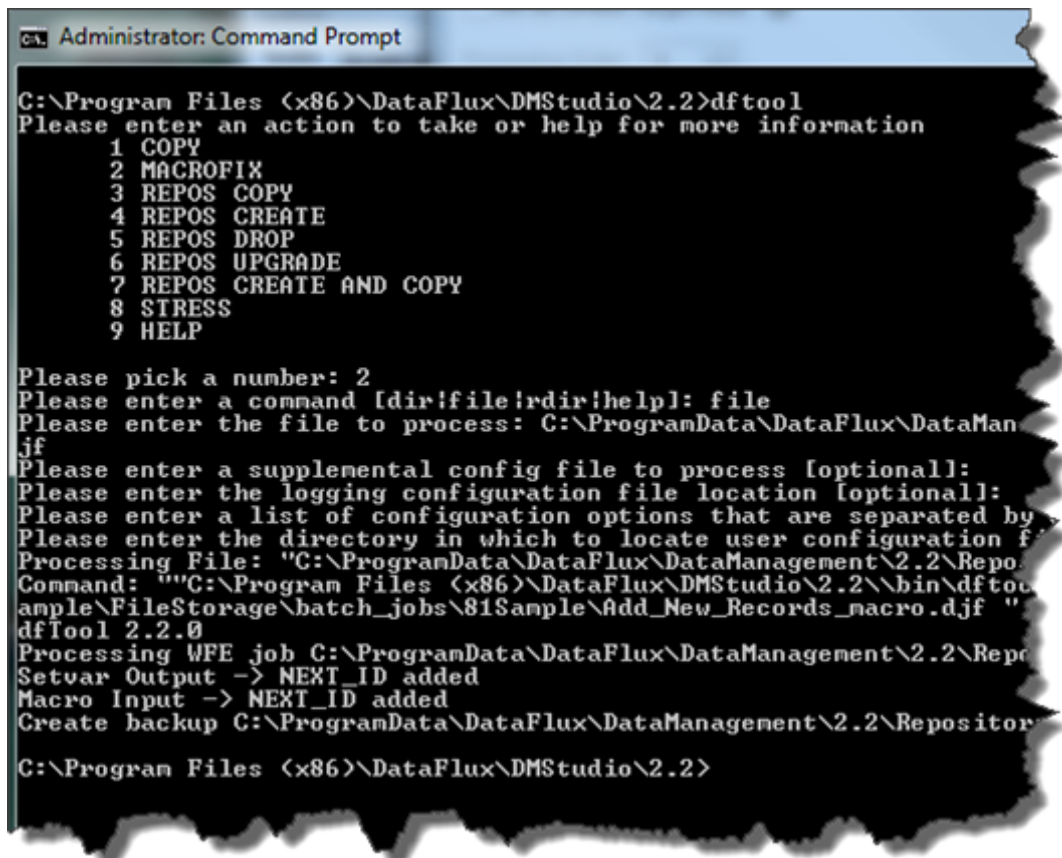 Administrator: Command Prompt
C:\Program Files (x86)\DataFlux\DMStudio\2.2>dftool
Please enter an action to take or help for more information
1 COPY
2 MACROFIX
3 REPOS COPY
4 REPOS CREATE
5 REPOS DROP
6 REPOS UPGRADE
7 REPOS CREATE AND COPY
8 STRESS
9 HELP
Please pick a number: 2
Please enter a command [dir|file|rdir|help]: file
Please enter the file to process: C:\ProgramData\DataFlux\DataMan
jf
Please enter a supplemental config file to process [optional]:
Please enter the logging configuration file location [optional]:
Please enter a list of configuration options that are separated by
Please enter the directory in which to locate user configuration
Processing File: "C:\ProgramData\DataFlux\DataManagement\2.2\Repo
Command: ""C:\Program Files (x86)\DataFlux\DMStudio\2.2\\bin\dftoo
ample\FileStorage\batch_jobs\81Sample\Add_New_Records_macro.djf "
dfTool 2.2.0
Processing WFE job C:\ProgramData\DataFlux\DataManagement\2.2\Repo
Setvar Output -> NEXT_ID added
Macro Input -> NEXT_ID added
Create backup C:\ProgramData\DataFlux\DataManagement\2.2\Repositor
C:\Program Files (x86)\DataFlux\DMStudio\2.2>